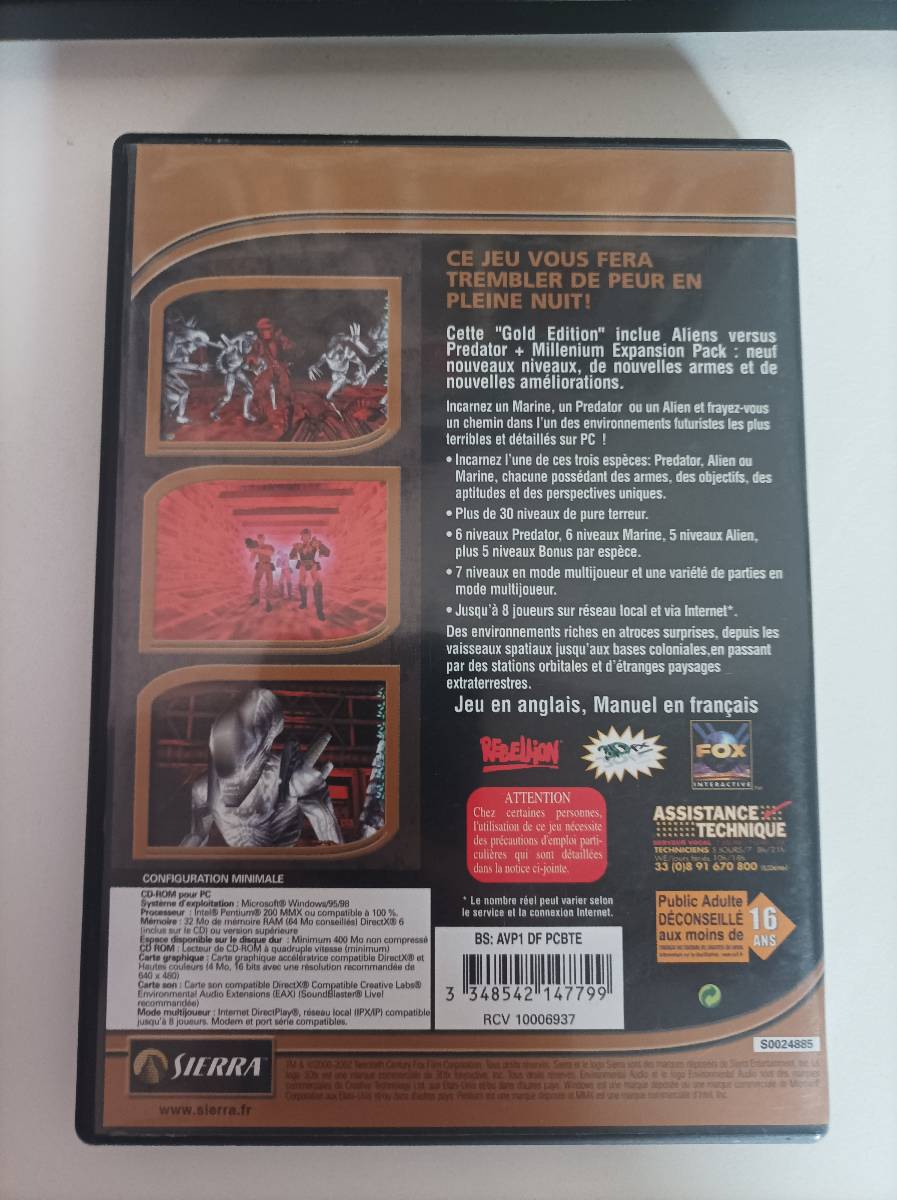 CE JEU VOUS FERA
TREMBLER DE PEUR EN
PLEINE NUIT!
Cette "Gold Edition" inclue Aliens versus
Predator + Millenium Expansion Pack : neuf
nouveaux niveaux, de nouvelles armes et de
nouvelles améliorations.
Incarnez un Marine, un Predator ou un Alien et frayez-vous
un chemin dans l'un des environnements futuristes les plus
terribles et détaillés sur PC !
• Incarnez l'une de ces trois espèces: Predator, Alien ou
Marine, chacune possédant des armes, des objectifs, des
aptitudes et des perspectives uniques.
• Plus de 30 niveaux de pure terreur.
• 6 niveaux Predator, 6 niveaux Marine, 5 niveaux Alien,
plus 5 niveaux Bonus par espèce.
• 7 niveaux en mode multijoueur et une variété de parties en
mode multijoueur.
• Jusqu'à 8 joueurs sur réseau local et via Internet*.
Des environnements riches en atroces surprises, depuis les
vaisseaux spatiaux jusqu'aux bases coloniales,en passant
par des stations orbitales et d'étranges paysages
extraterrestres.
Jeu en anglais, Manuel en français
REBELLION
FOX
INTERACTIVE
ATTENTION
Chez certaines personnes,
l'utilisation de ce jeu nécessite
des précautions d'emploi parti-
culières qui sont détaillées
dans la notice ci-jointe.
ASSISTANCE
TECHNIQUE
SERVEUR VOCAL
TECHNICIENS 5 JOURS/7
33 (0)8 91 670 800
* Le nombre réel peut varier selon
le service et la connexion Internet.
Public Adulte
DÉCONSEILLÉ
aux moins de
16
ANS
CONFIGURATION MINIMALE
CD-ROM pour PC
Système d'exploitation : Microsoft® Windows/95/98
Processeur : Intel® Pentium® 200 MMX ou compatible à 100 %.
Mémoire : 32 Mo de mémoire RAM (64 Mo conseillés) DirectX® 6
(inclus sur le CD) ou version supérieure
Espace disponible sur le disque dur : Minimum 400 Mo non compressé
CD ROM : Lecteur de CD-ROM à quadruple vitesse (minimum)
Carte graphique : Carte graphique accélératrice compatible DirectX® et
Hautes couleurs (4 Mo, 16 bits avec une résolution recommandée de
640 x 480)
Carte son : Carte son compatible DirectX® Compatible Creative Labs®
Environmental Audio Extensions (EAX) (SoundBlaster® Live!
recommandée)
Mode multijoueur : Internet DirectPlay®, réseau local (IPX/IP) compatible
jusqu'à 8 joueurs. Modem et port série compatibles.
BS: AVP1 DF PCBTE
3 348542 147799
RCV 10006937
S0024885
SIERRA
www.sierra.fr